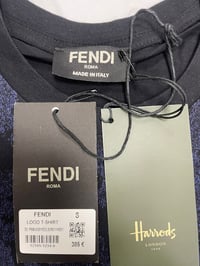 FENDI
ROMA
MADE IN ITALY
FENDI
ROMA
FENDI S
LOGO T-SHIRT
Harrods
LONDON